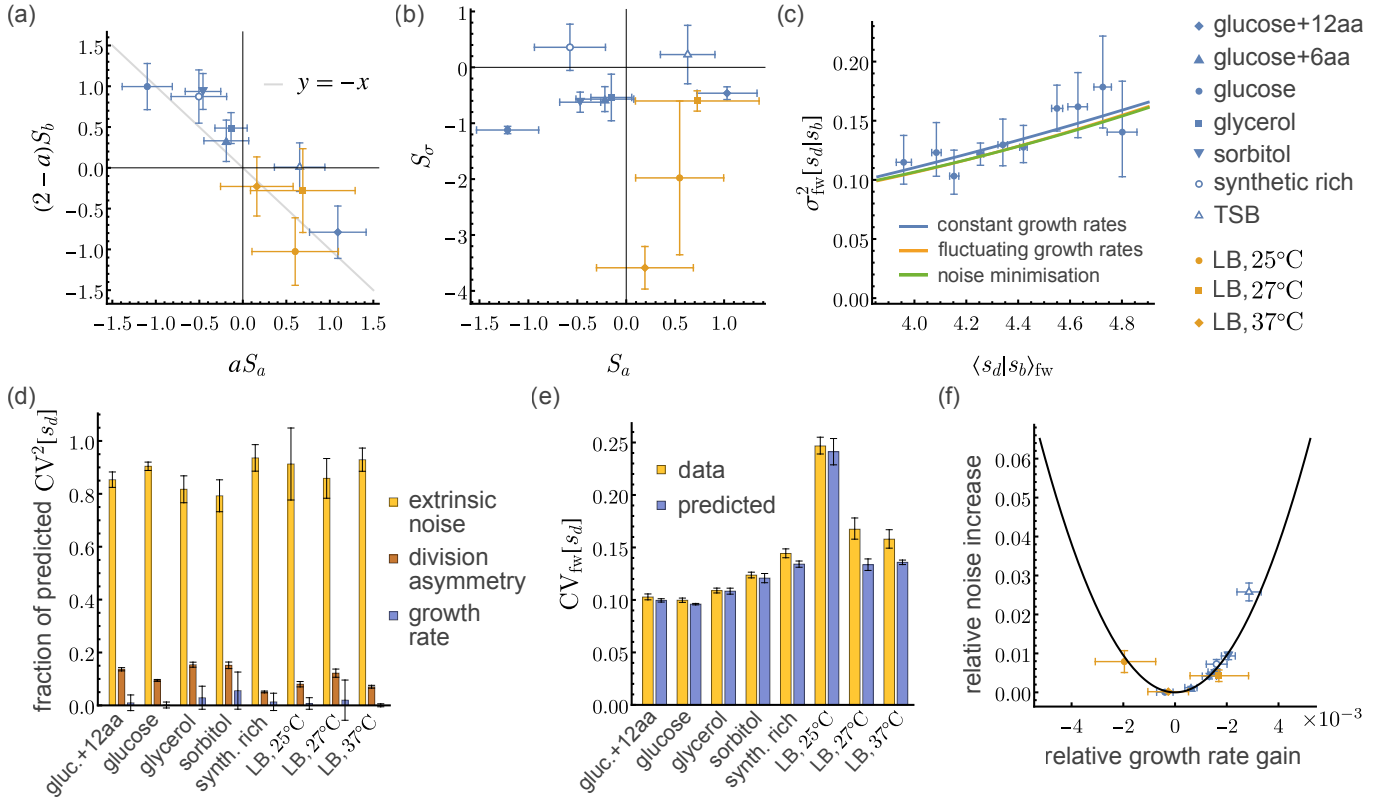 (a)
(2 − a)S_b
1.5
1.0
0.5
0.0
−0.5
−1.0
−1.5
y = −x
−1.5 −1.0 −0.5 0.0 0.5 1.0 1.5
aS_a
(b)
S_σ
1
0
−1
−2
−3
−4
−1.5 −1.0 −0.5 0.0 0.5 1.0
S_a
(c)
σ²_fw[s_d|s_b]
0.20
0.15
0.10
0.05
0.00
constant growth rates
fluctuating growth rates
noise minimisation
4.0 4.2 4.4 4.6 4.8
⟨s_d|s_b⟩_fw
glucose+12aa
glucose+6aa
glucose
glycerol
sorbitol
synthetic rich
TSB
LB, 25°C
LB, 27°C
LB, 37°C
(d)
fraction of predicted CV²[s_d]
1.0
0.8
0.6
0.4
0.2
0.0
extrinsic
noise
division
asymmetry
growth
rate
gluc.+12aa
glucose
glycerol
sorbitol
synth. rich
LB, 25°C
LB, 27°C
LB, 37°C
(e)
CV_fw[s_d]
0.25
0.20
0.15
0.10
0.05
0.00
data
predicted
gluc.+12aa
glucose
glycerol
sorbitol
synth. rich
LB, 25°C
LB, 27°C
LB, 37°C
(f)
relative noise increase
0.06
0.05
0.04
0.03
0.02
0.01
0.00
−4 −2 0 −2 4 ×10⁻³
relative growth rate gain